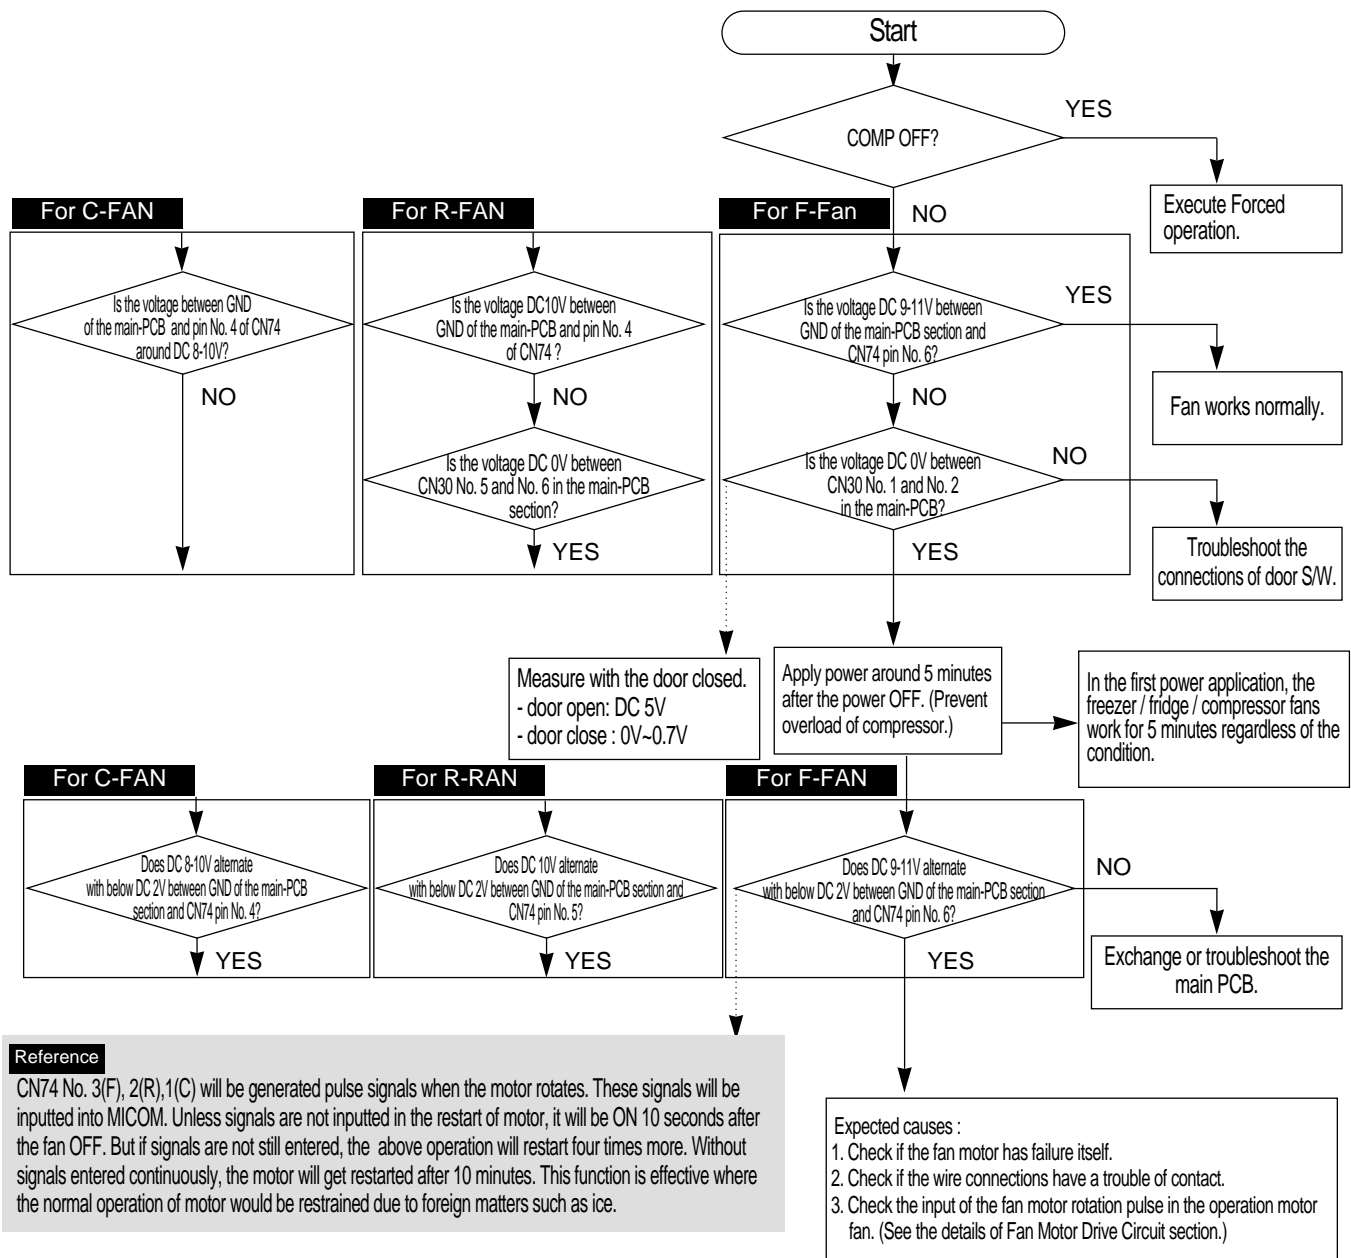 Start
COMP OFF?
YES
Execute Forced
operation.
NO
For C-FAN
Is the voltage between GND
of the main-PCB and pin No. 4 of CN74
around DC 8-10V?
NO
For R-FAN
Is the voltage DC10V between
GND of the main-PCB and pin No. 4
of CN74 ?
NO
Is the voltage DC 0V between
CN30 No. 5 and No. 6 in the main-PCB
section?
YES
For F-Fan
Is the voltage DC 9-11V between
GND of the main-PCB section and
CN74 pin No. 6?
YES
Fan works normally.
NO
Is the voltage DC 0V between
CN30 No. 1 and No. 2
in the main-PCB?
NO
Troubleshoot the
connections of door S/W.
YES
Measure with the door closed.
- door open: DC 5V
- door close : 0V~0.7V
Apply power around 5 minutes
after the power OFF. (Prevent
overload of compressor.)
In the first power application, the
freezer / fridge / compressor fans
work for 5 minutes regardless of the
condition.
For C-FAN
Does DC 8-10V alternate
with below DC 2V between GND of the main-PCB
section and CN74 pin No. 4?
YES
For R-RAN
Does DC 10V alternate
with below DC 2V between GND of the main-PCB section and
CN74 pin No. 5?
YES
For F-FAN
Does DC 9-11V alternate
with below DC 2V between GND of the main-PCB section
and CN74 pin No. 6?
NO
Exchange or troubleshoot the
main PCB.
YES
Reference
CN74 No. 3(F), 2(R),1(C) will be generated pulse signals when the motor rotates. These signals will be
inputted into MICOM. Unless signals are not inputted in the restart of motor, it will be ON 10 seconds after
the fan OFF. But if signals are not still entered, the above operation will restart four times more. Without
signals entered continuously, the motor will get restarted after 10 minutes. This function is effective where
the normal operation of motor would be restrained due to foreign matters such as ice.
Expected causes :
1. Check if the fan motor has failure itself.
2. Check if the wire connections have a trouble of contact.
3. Check the input of the fan motor rotation pulse in the operation motor
fan. (See the details of Fan Motor Drive Circuit section.)